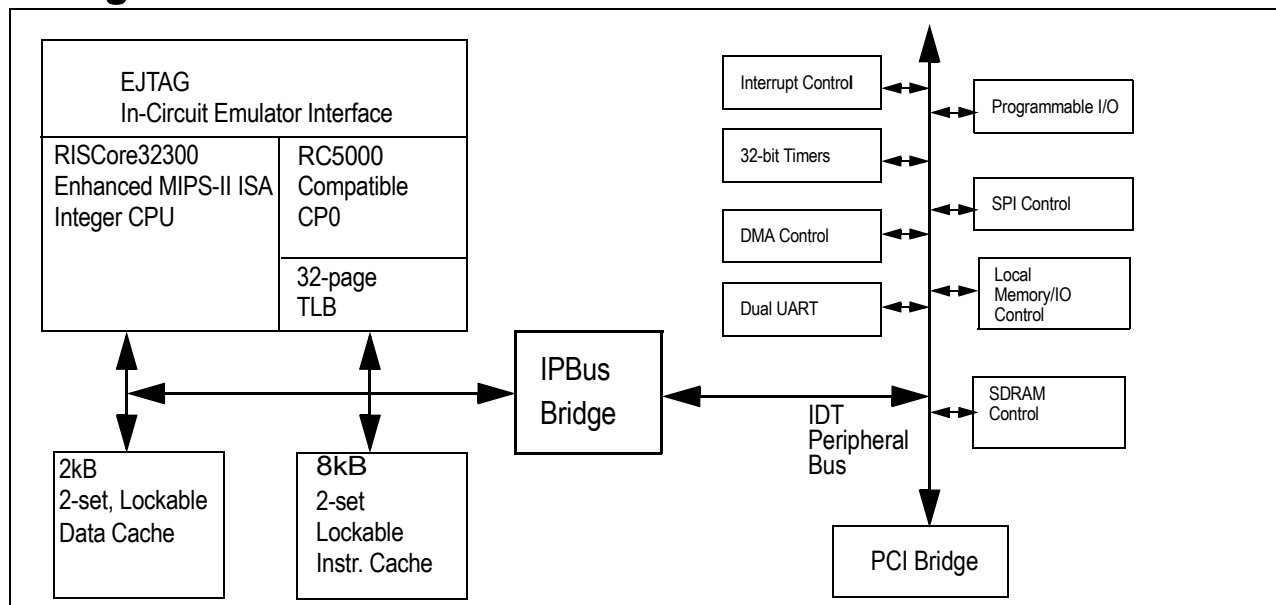 EJTAG
In-Circuit Emulator Interface
RISCore32300
Enhanced MIPS-II ISA
Integer CPU
RC5000
Compatible
CP0
32-page
TLB
2kB
2-set, Lockable
Data Cache
8kB
2-set
Lockable
Instr. Cache
IPBus
Bridge
IDT
Peripheral
Bus
Interrupt Control
32-bit Timers
DMA Control
Dual UART
Programmable I/O
SPI Control
Local
Memory/IO
Control
SDRAM
Control
PCI Bridge